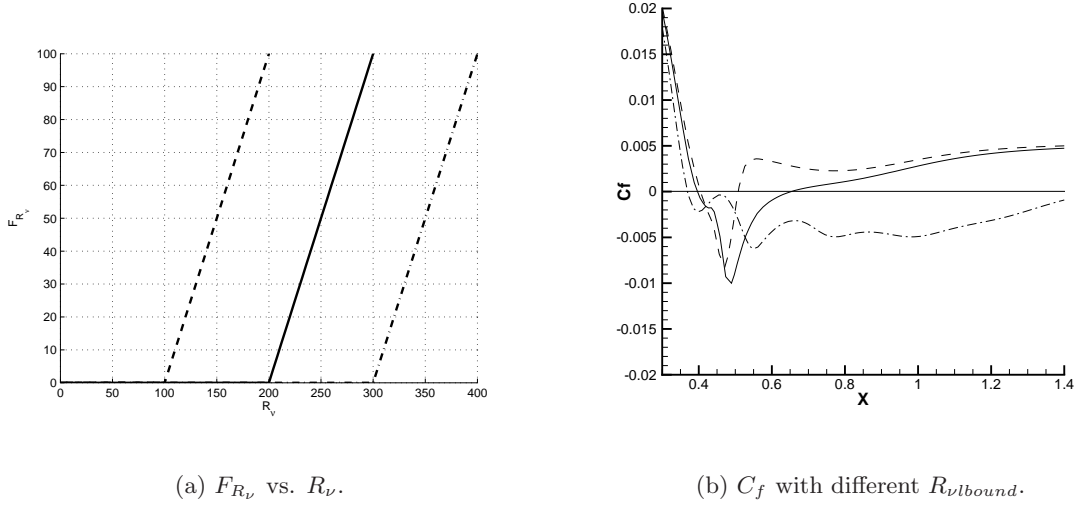 100
90
80
70
60
50
40
30
20
10
0
F_{R_ν}
0 50 100 150 200 250 300 350 400
R_ν
(a) F_{R_ν} vs. R_ν.
0.02
0.015
0.01
0.005
0
-0.005
-0.01
-0.015
-0.02
Cf
0.4 0.6 0.8 1 1.2 1.4
X
(b) C_f with different R_{νlbound}.